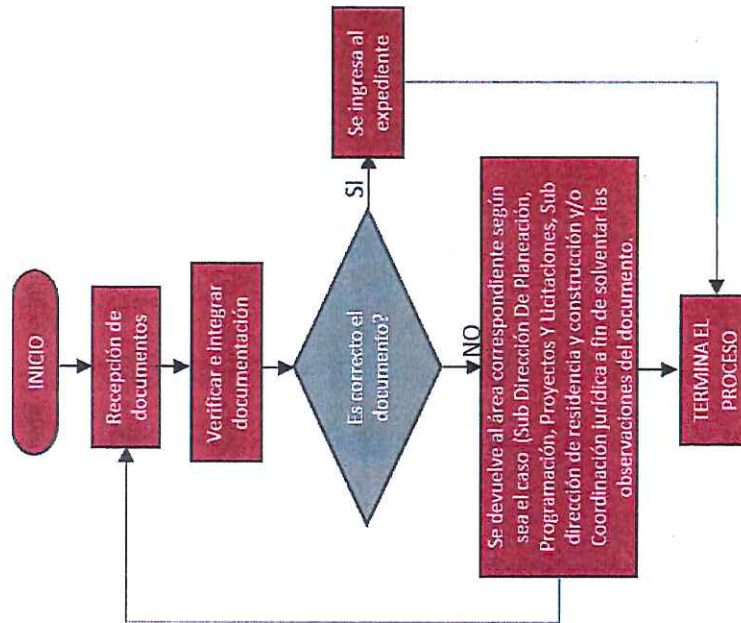 INICIO
Recepción de
documentos
Verificar e integrar
documentación
Es correcto el
documento?
SI
Se ingresa al
expediente
NO
Se devuelve al área correspondiente según
sea el caso (Sub Dirección De Planeación,
Programación, Proyectos Y Licitaciones, Sub
dirección de residencia y construcción y/o
Coordinación jurídica a fin de solventar las
observaciones del documento.
TERMINA EL
PROCESO